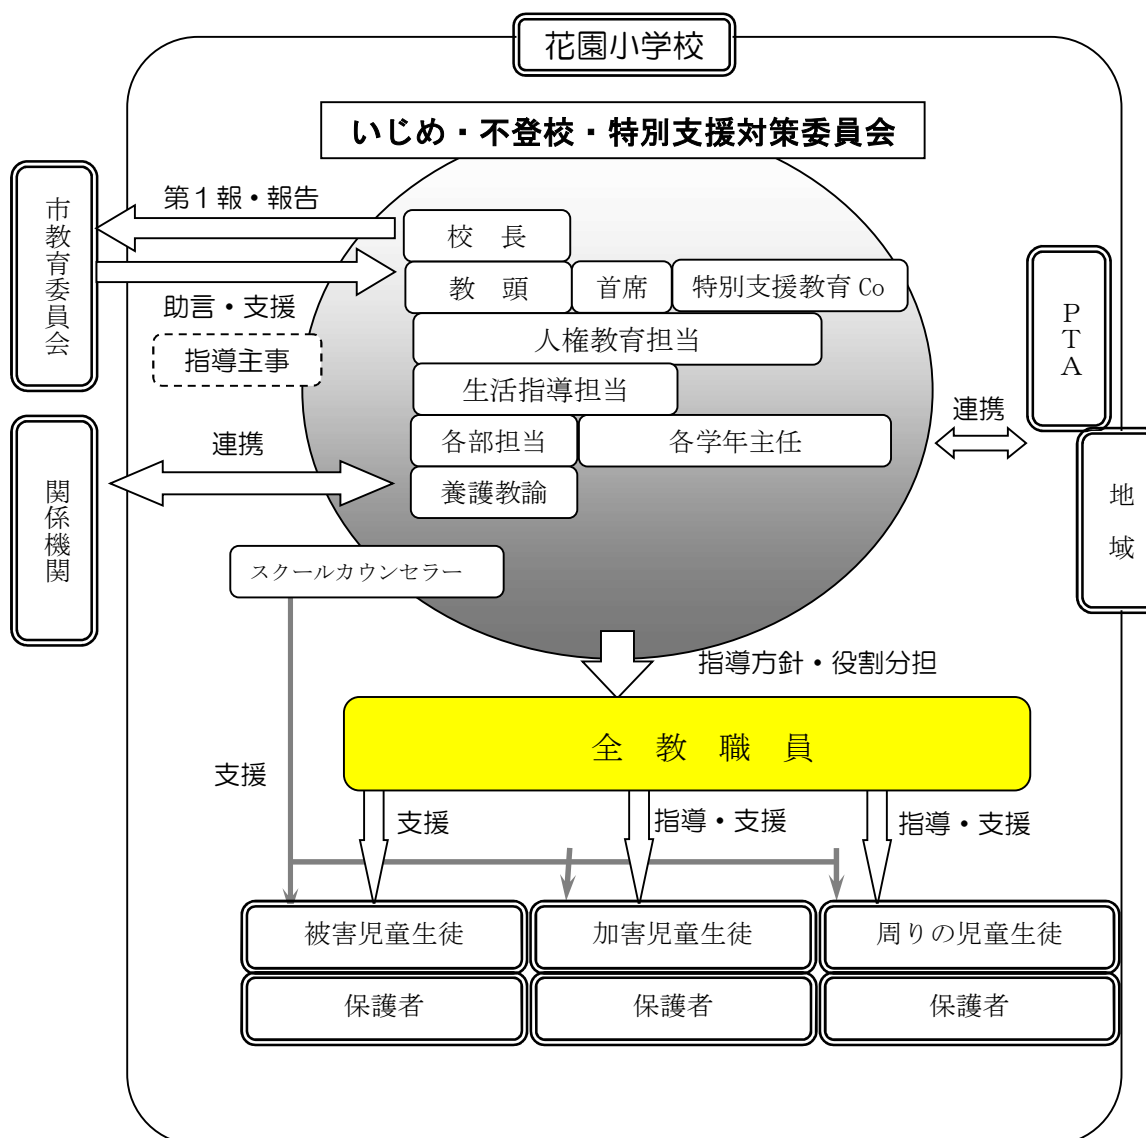 花園小学校
いじめ・不登校・特別支援対策委員会
市教育委員会
第１報・報告
助言・支援
指導主事
校　長
教　頭
首席
特別支援教育 Co
人権教育担当
生活指導担当
各部担当
各学年主任
養護教諭
PTA
連携
連携
関係機関
地域
スクールカウンセラー
指導方針・役割分担
全　教　職　員
支援
支援
指導・支援
指導・支援
被害児童生徒
加害児童生徒
周りの児童生徒
保護者
保護者
保護者